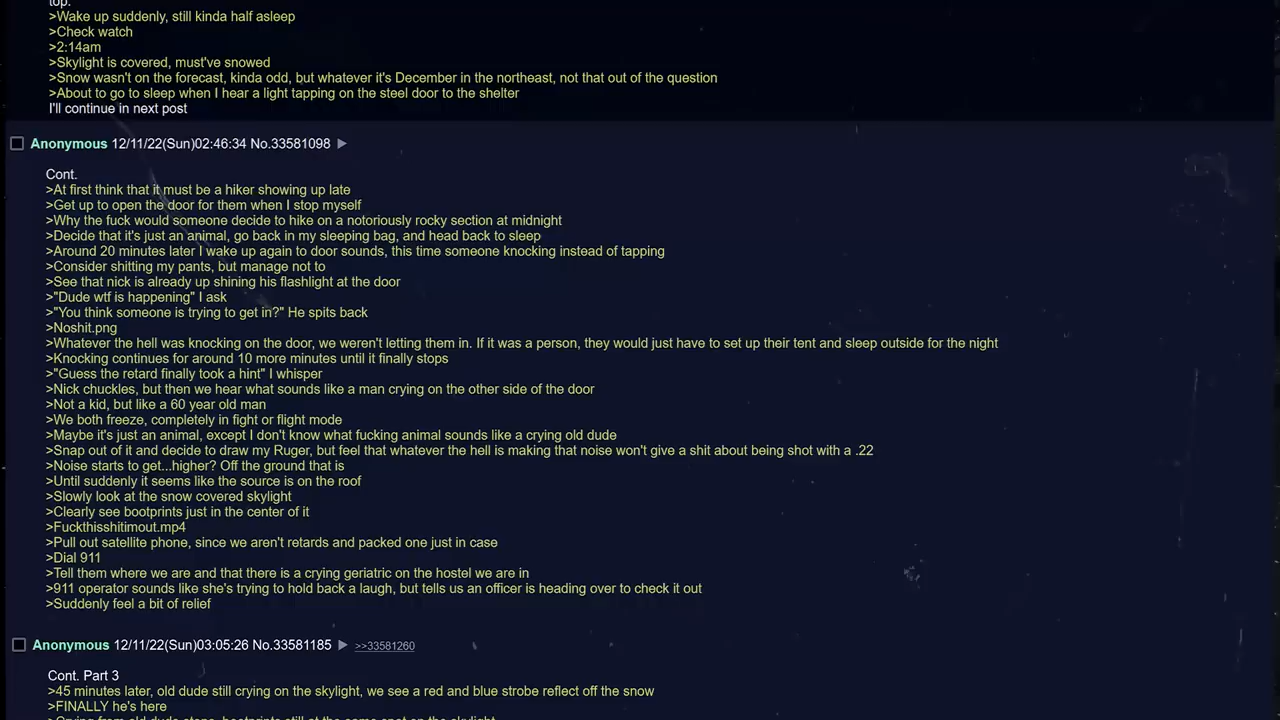 top.
>Wake up suddenly, still kinda half asleep
>Check watch
>2:14am
>Skylight is covered, must've snowed
>Snow wasn't on the forecast, kinda odd, but whatever it's December in the northeast, not that out of the question
>About to go to sleep when I hear a light tapping on the steel door to the shelter
I'll continue in next post
Anonymous 12/11/22(Sun)02:46:34 No.33581098 ▶
Cont.
>At first think that it must be a hiker showing up late
>Get up to open the door for them when I stop myself
>Why the fuck would someone decide to hike on a notoriously rocky section at midnight
>Decide that it's just an animal, go back in my sleeping bag, and head back to sleep
>Around 20 minutes later I wake up again to door sounds, this time someone knocking instead of tapping
>Consider shitting my pants, but manage not to
>See that nick is already up shining his flashlight at the door
>"Dude wtf is happening" I ask
>"You think someone is trying to get in?" He spits back
>Noshit.png
>Whatever the hell was knocking on the door, we weren't letting them in. If it was a person, they would just have to set up their tent and sleep outside for the night
>Knocking continues for around 10 more minutes until it finally stops
>"Guess the retard finally took a hint" I whisper
>Nick chuckles, but then we hear what sounds like a man crying on the other side of the door
>Not a kid, but like a 60 year old man
>We both freeze, completely in fight or flight mode
>Maybe it's just an animal, except I don't know what fucking animal sounds like a crying old dude
>Snap out of it and decide to draw my Ruger, but feel that whatever the hell is making that noise won't give a shit about being shot with a .22
>Noise starts to get...higher? Off the ground that is
>Until suddenly it seems like the source is on the roof
>Slowly look at the snow covered skylight
>Clearly see bootprints just in the center of it
>Fuckthisshitimout.mp4
>Pull out satellite phone, since we aren't retards and packed one just in case
>Dial 911
>Tell them where we are and that there is a crying geriatric on the hostel we are in
>911 operator sounds like she's trying to hold back a laugh, but tells us an officer is heading over to check it out
>Suddenly feel a bit of relief
Anonymous 12/11/22(Sun)03:05:26 No.33581185 ▶ >>33581260
Cont. Part 3
>45 minutes later, old dude still crying on the skylight, we see a red and blue strobe reflect off the snow
>FINALLY he's here
>Crying from old dude stops, bootprints still at the same spot on the skylight